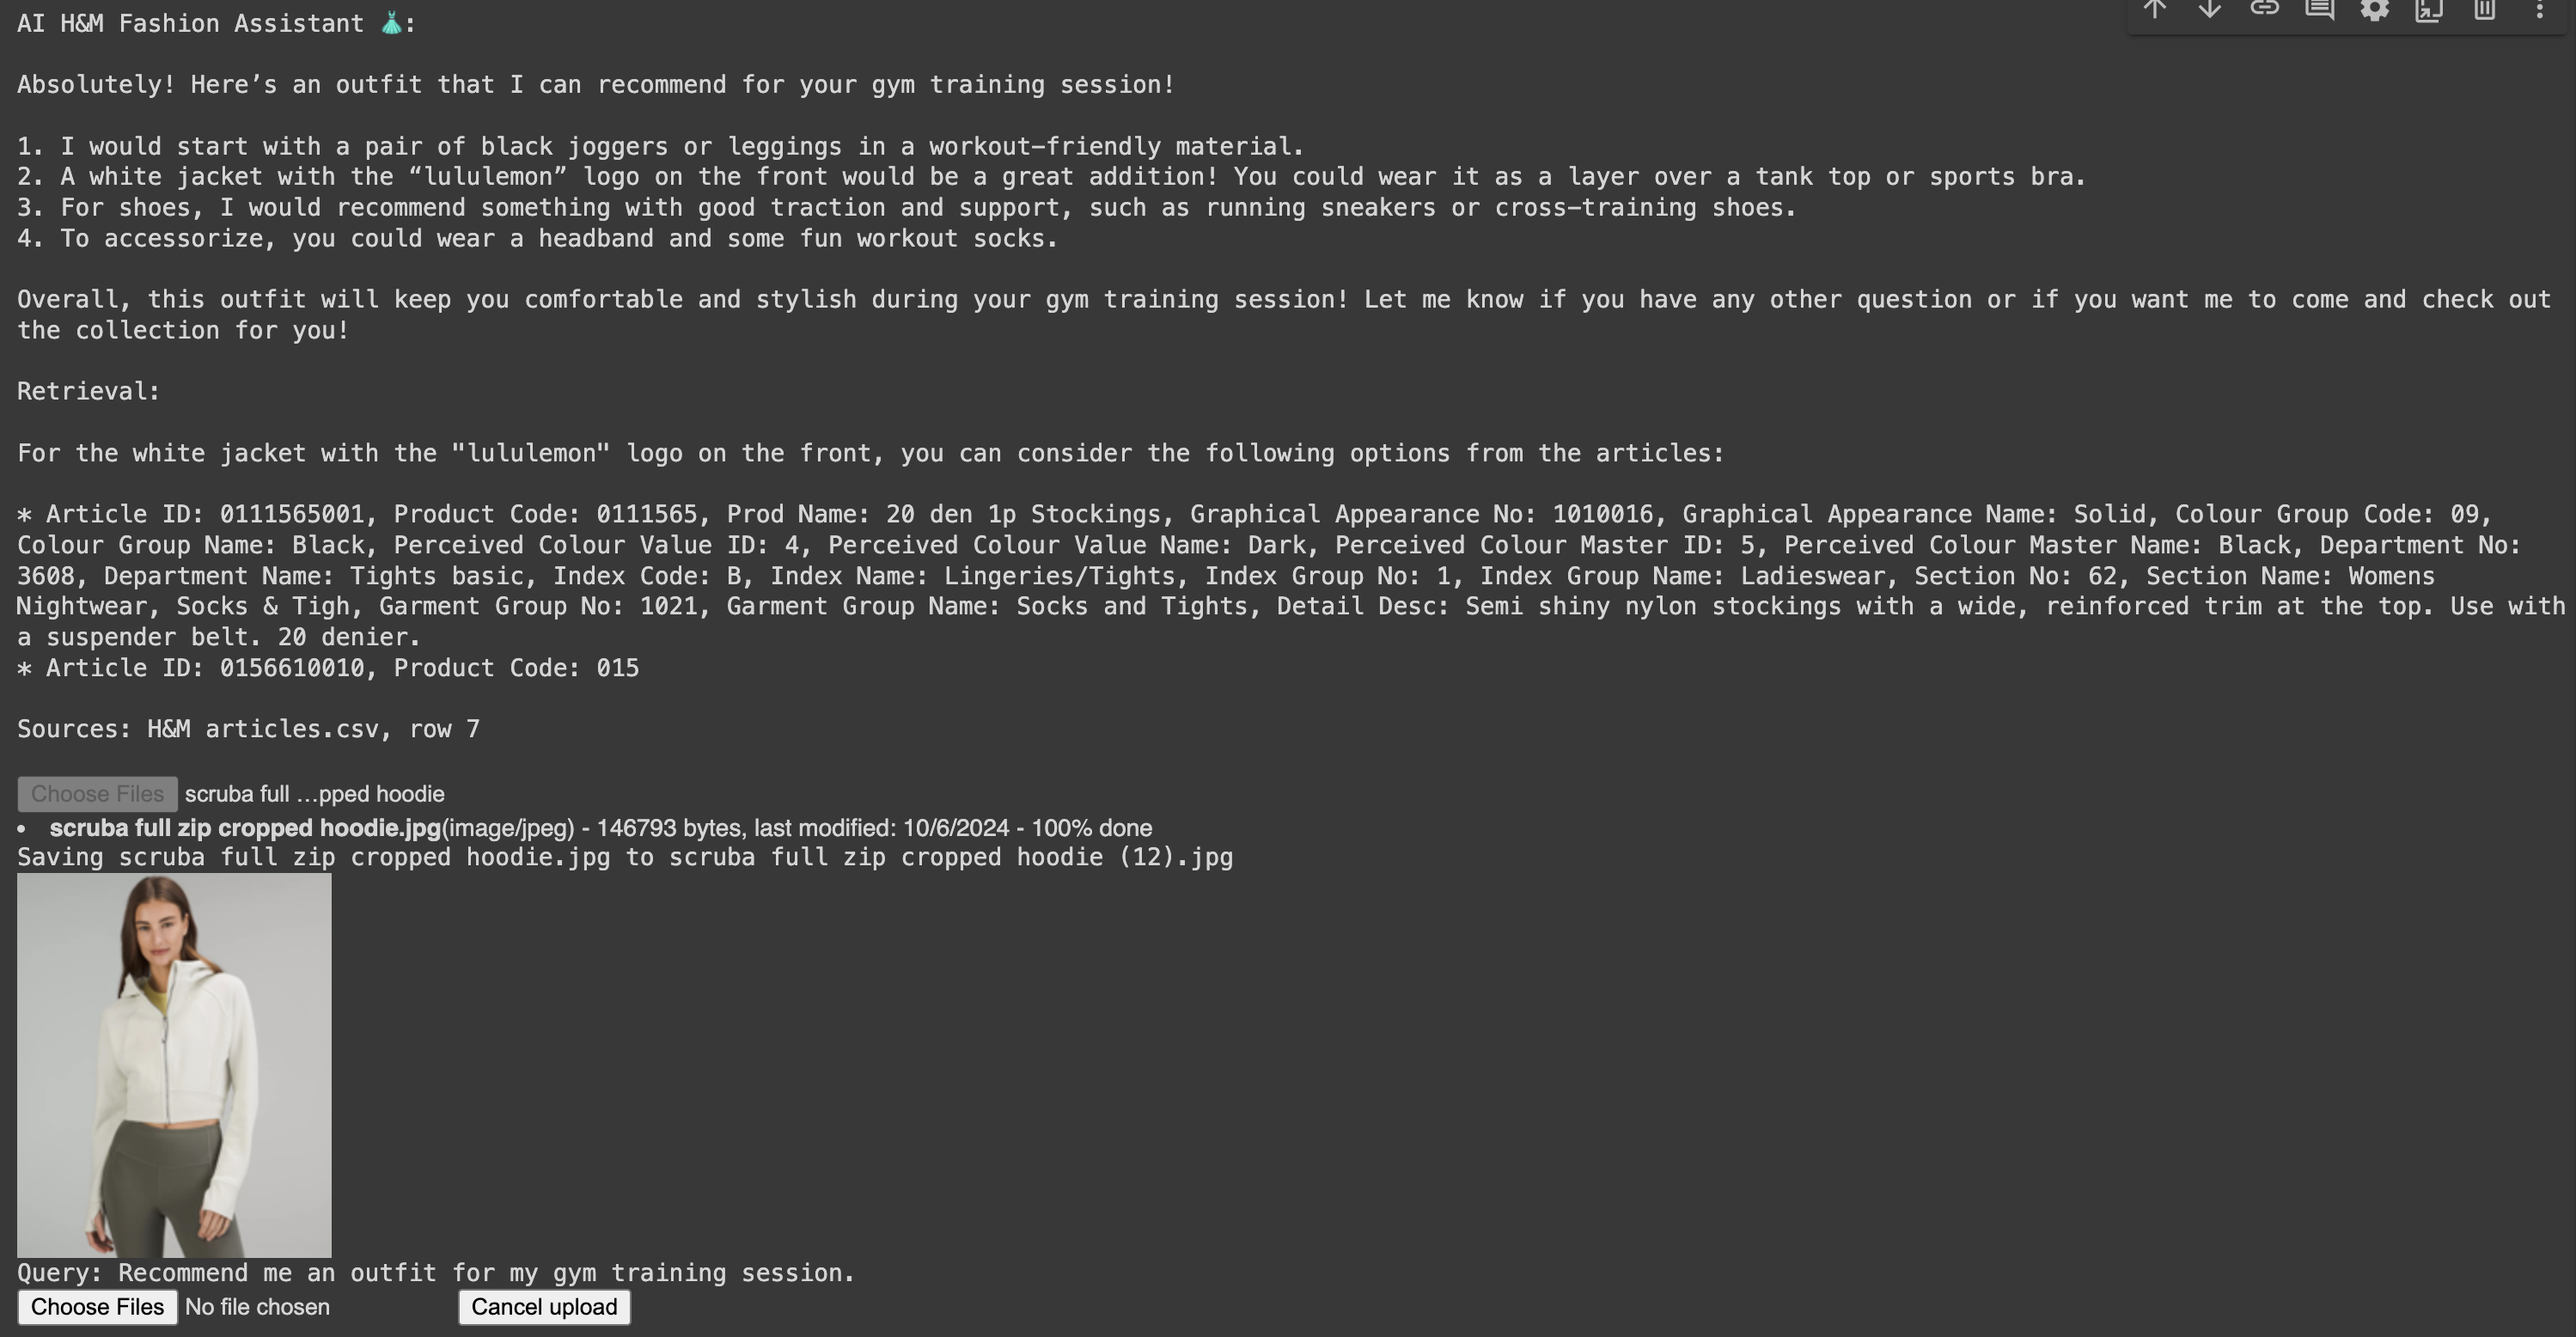 AI H&M Fashion Assistant 👗:
Absolutely! Here’s an outfit that I can recommend for your gym training session!
1. I would start with a pair of black joggers or leggings in a workout-friendly material.
2. A white jacket with the “lululemon” logo on the front would be a great addition! You could wear it as a layer over a tank top or sports bra.
3. For shoes, I would recommend something with good traction and support, such as running sneakers or cross-training shoes.
4. To accessorize, you could wear a headband and some fun workout socks.
Overall, this outfit will keep you comfortable and stylish during your gym training session! Let me know if you have any other question or if you want me to come and check out
the collection for you!
Retrieval:
For the white jacket with the "lululemon" logo on the front, you can consider the following options from the articles:
* Article ID: 0111565001, Product Code: 0111565, Prod Name: 20 den 1p Stockings, Graphical Appearance No: 1010016, Graphical Appearance Name: Solid, Colour Group Code: 09,
Colour Group Name: Black, Perceived Colour Value ID: 4, Perceived Colour Value Name: Dark, Perceived Colour Master ID: 5, Perceived Colour Master Name: Black, Department No:
3608, Department Name: Tights basic, Index Code: B, Index Name: Lingeries/Tights, Index Group No: 1, Index Group Name: Ladieswear, Section No: 62, Section Name: Womens
Nightwear, Socks & Tigh, Garment Group No: 1021, Garment Group Name: Socks and Tights, Detail Desc: Semi shiny nylon stockings with a wide, reinforced trim at the top. Use with
a suspender belt. 20 denier.
* Article ID: 0156610010, Product Code: 015
Sources: H&M articles.csv, row 7
Choose Files scruba full ...pped hoodie
• scruba full zip cropped hoodie.jpg(image/jpeg) - 146793 bytes, last modified: 10/6/2024 - 100% done
Saving scruba full zip cropped hoodie.jpg to scruba full zip cropped hoodie (12).jpg
Query: Recommend me an outfit for my gym training session.
Choose Files No file chosen Cancel upload